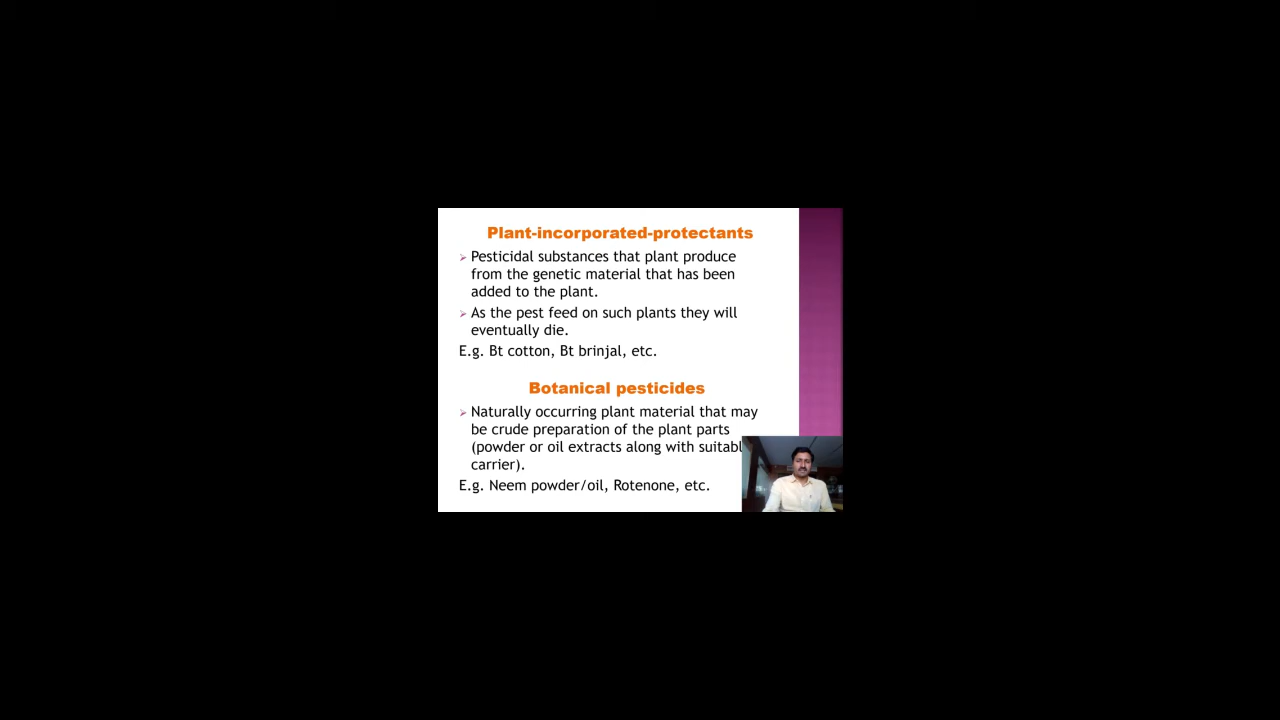 Plant-incorporated-protectants
➢ Pesticidal substances that plant produce
from the genetic material that has been
added to the plant.
➢ As the pest feed on such plants they will
eventually die.
E.g. Bt cotton, Bt brinjal, etc.
Botanical pesticides
➢ Naturally occurring plant material that may
be crude preparation of the plant parts
(powder or oil extracts along with suitabl
carrier).
E.g. Neem powder/oil, Rotenone, etc.